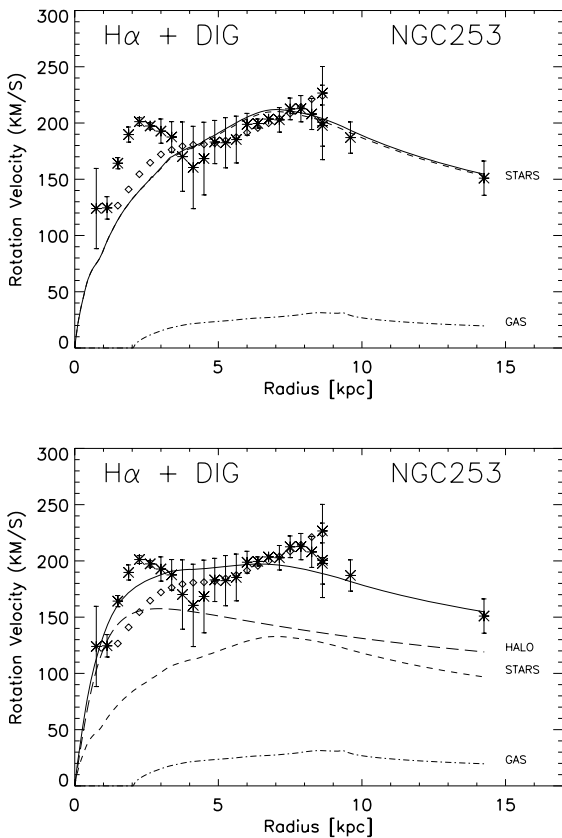 Hα + DIG NGC253
300
250
200
150
100
50
0
Rotation Velocity (KM/S)
STARS
GAS
0 5 10 15
Radius [kpc]
Hα + DIG NGC253
300
250
200
150
100
50
0
Rotation Velocity (KM/S)
HALO
STARS
GAS
0 5 10 15
Radius [kpc]